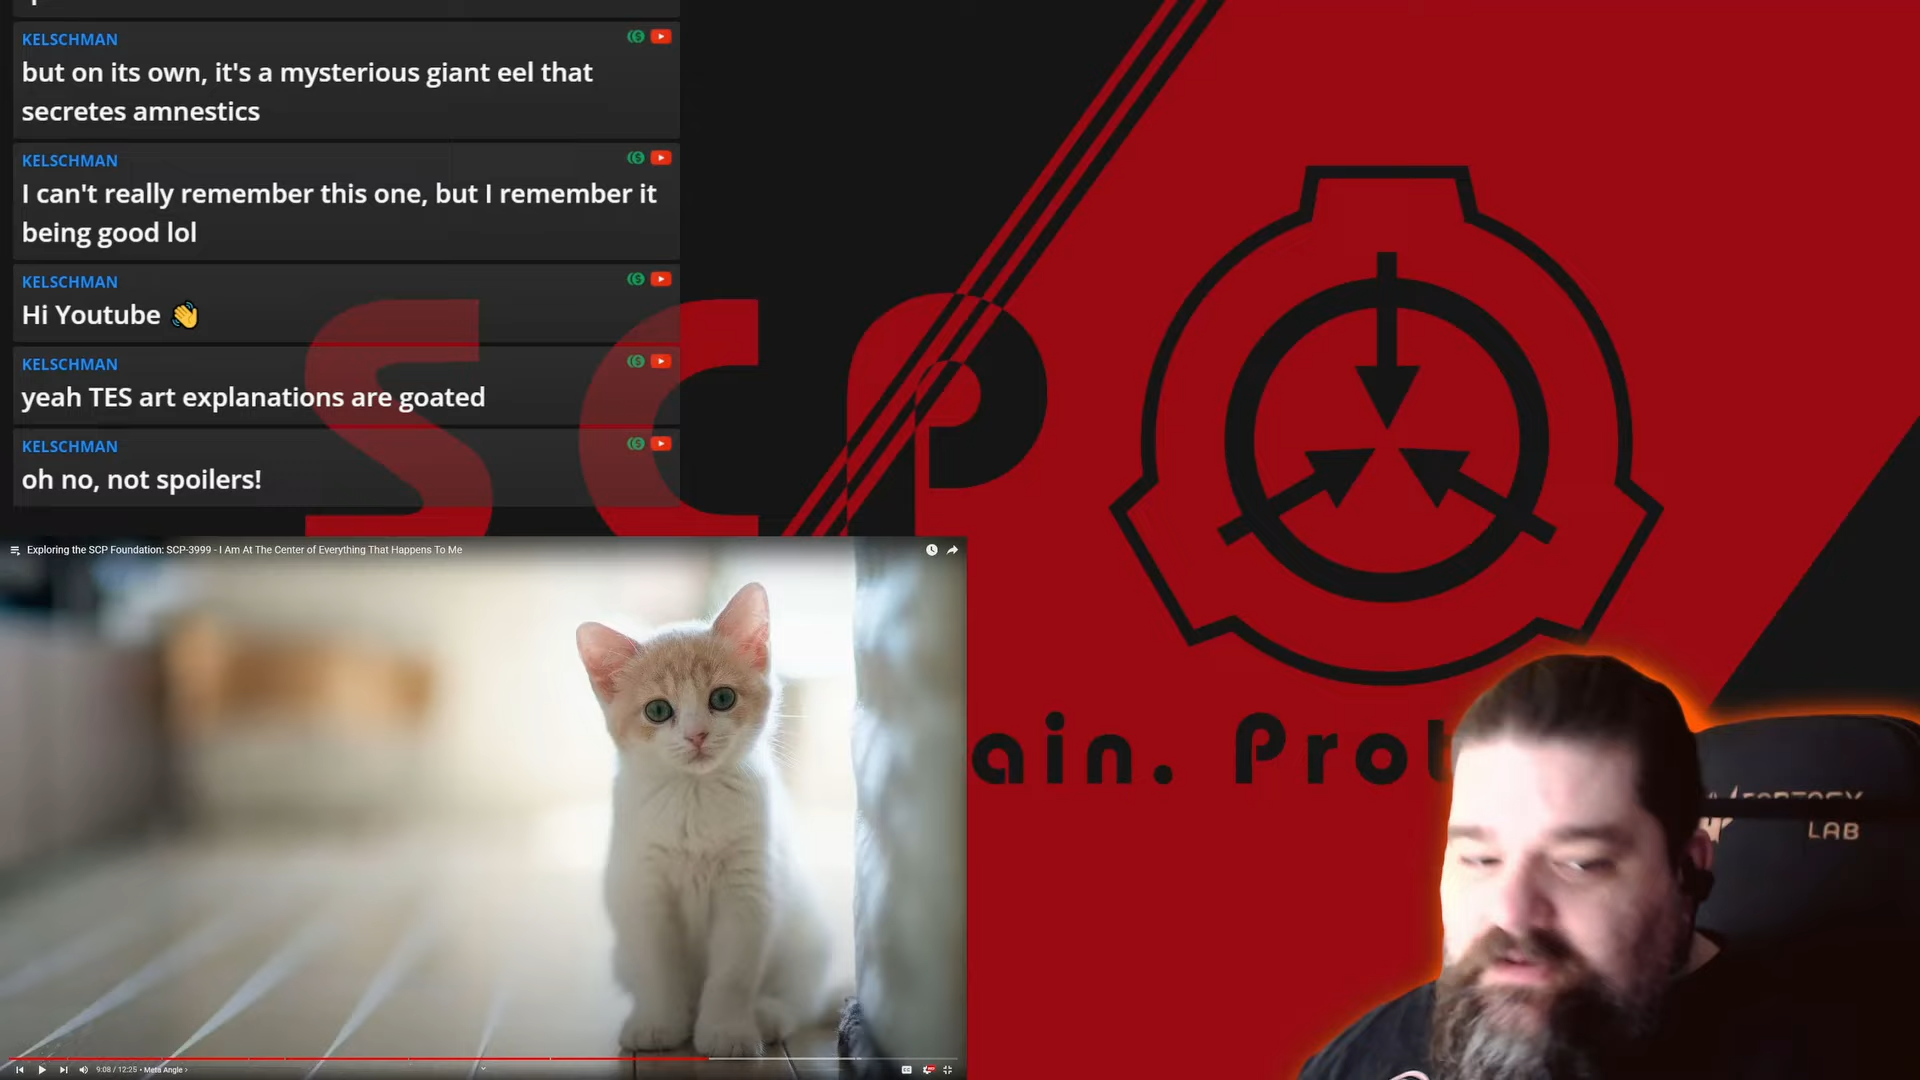 KELSCHMAN
but on its own, it's a mysterious giant eel that
secretes amnestics
KELSCHMAN
I can't really remember this one, but I remember it
being good lol
KELSCHMAN
Hi Youtube 👋
KELSCHMAN
yeah TES art explanations are goated
KELSCHMAN
oh no, not spoilers!
SCP
Exploring the SCP Foundation: SCP-3999 - I Am At The Center of Everything That Happens To Me
ain. Prot
LAB
9:08 / 12:25 • Meta Angle ›
CC